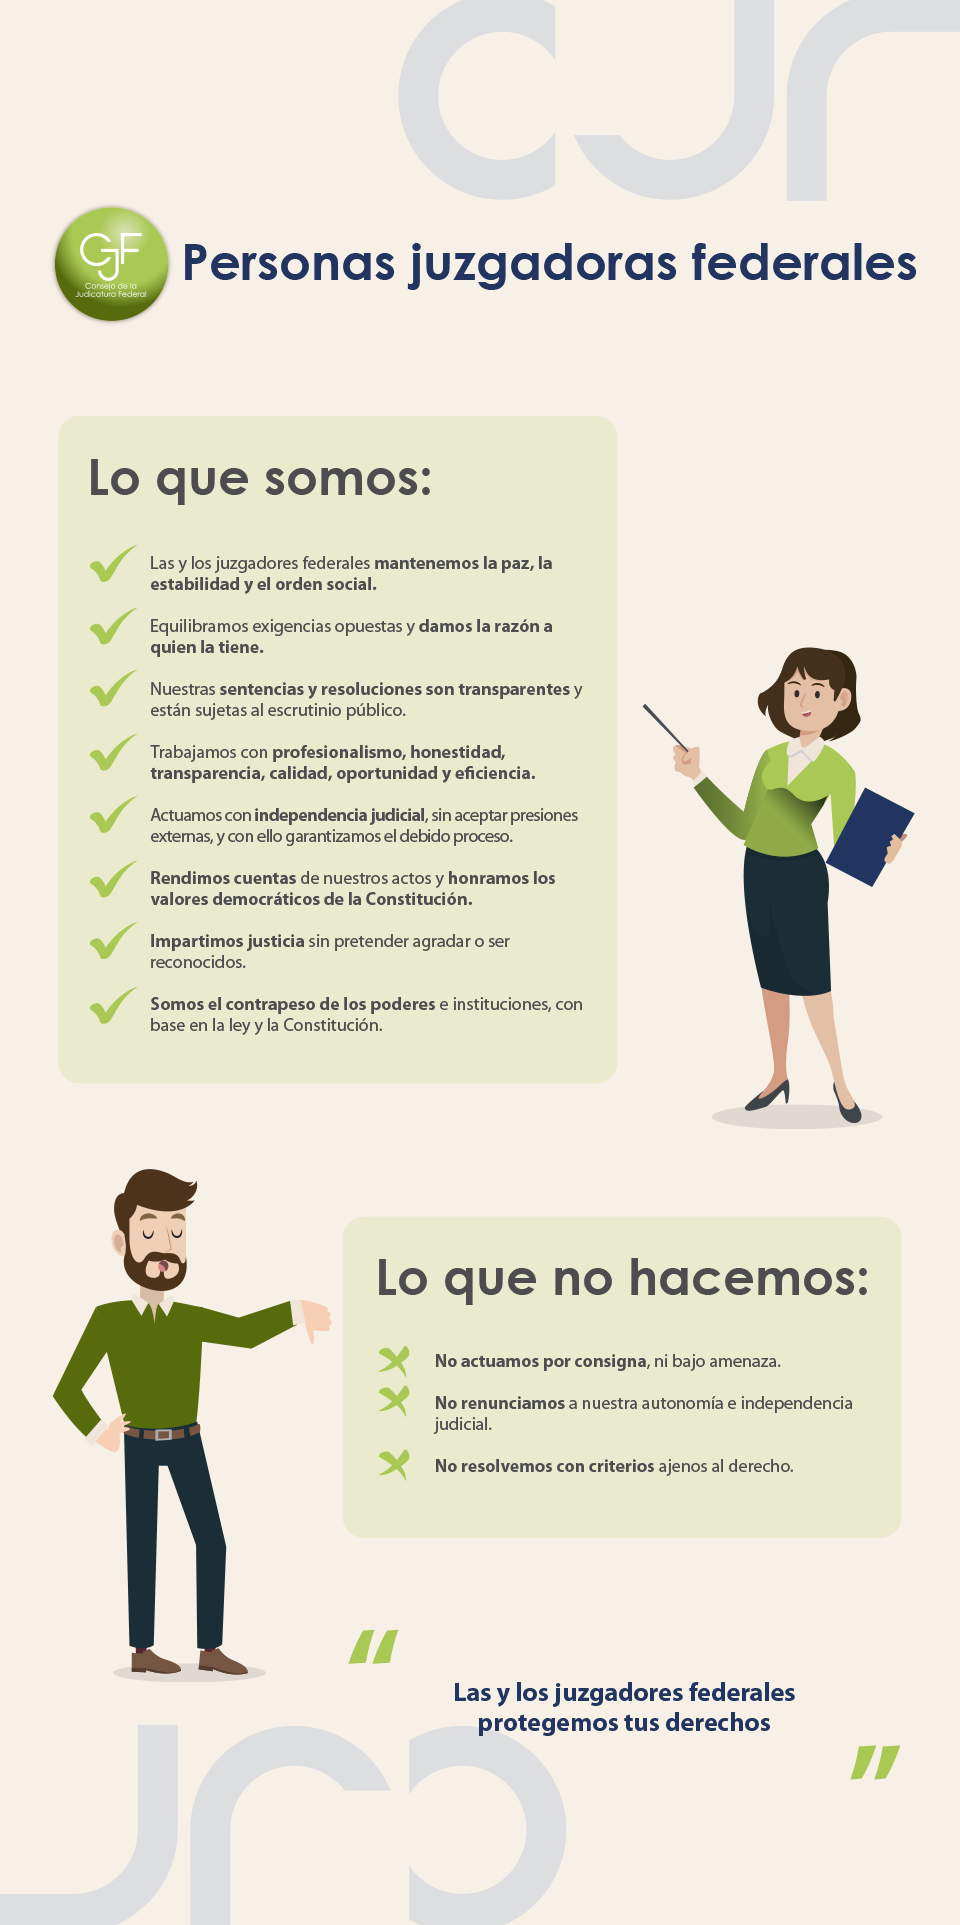 CJF
Consejo de la
Judicatura Federal
Personas juzgadoras federales
Lo que somos:
Las y los juzgadores federales mantenemos la paz, la
estabilidad y el orden social.
Equilibramos exigencias opuestas y damos la razón a
quien la tiene.
Nuestras sentencias y resoluciones son transparentes y
están sujetas al escrutinio público.
Trabajamos con profesionalismo, honestidad,
transparencia, calidad, oportunidad y eficiencia.
Actuamos con independencia judicial, sin aceptar presiones
externas, y con ello garantizamos el debido proceso.
Rendimos cuentas de nuestros actos y honramos los
valores democráticos de la Constitución.
Impartimos justicia sin pretender agradar o ser
reconocidos.
Somos el contrapeso de los poderes e instituciones, con
base en la ley y la Constitución.
Lo que no hacemos:
No actuamos por consigna, ni bajo amenaza.
No renunciamos a nuestra autonomía e independencia
judicial.
No resolvemos con criterios ajenos al derecho.
“
Las y los juzgadores federales
protegemos tus derechos
”